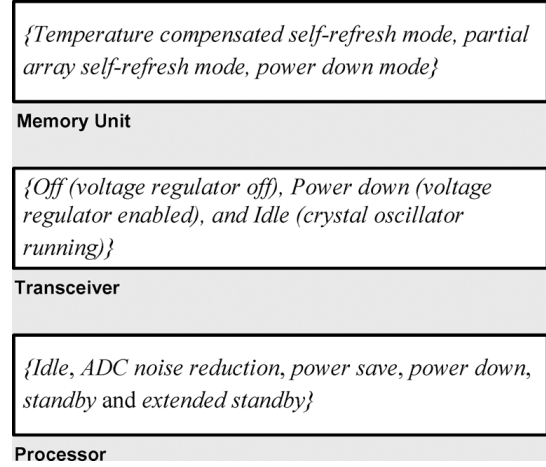 {Temperature compensated self-refresh mode, partial
array self-refresh mode, power down mode}
Memory Unit
{Off (voltage regulator off), Power down (voltage
regulator enabled), and Idle (crystal oscillator
running)}
Transceiver
{Idle, ADC noise reduction, power save, power down,
standby and extended standby}
Processor